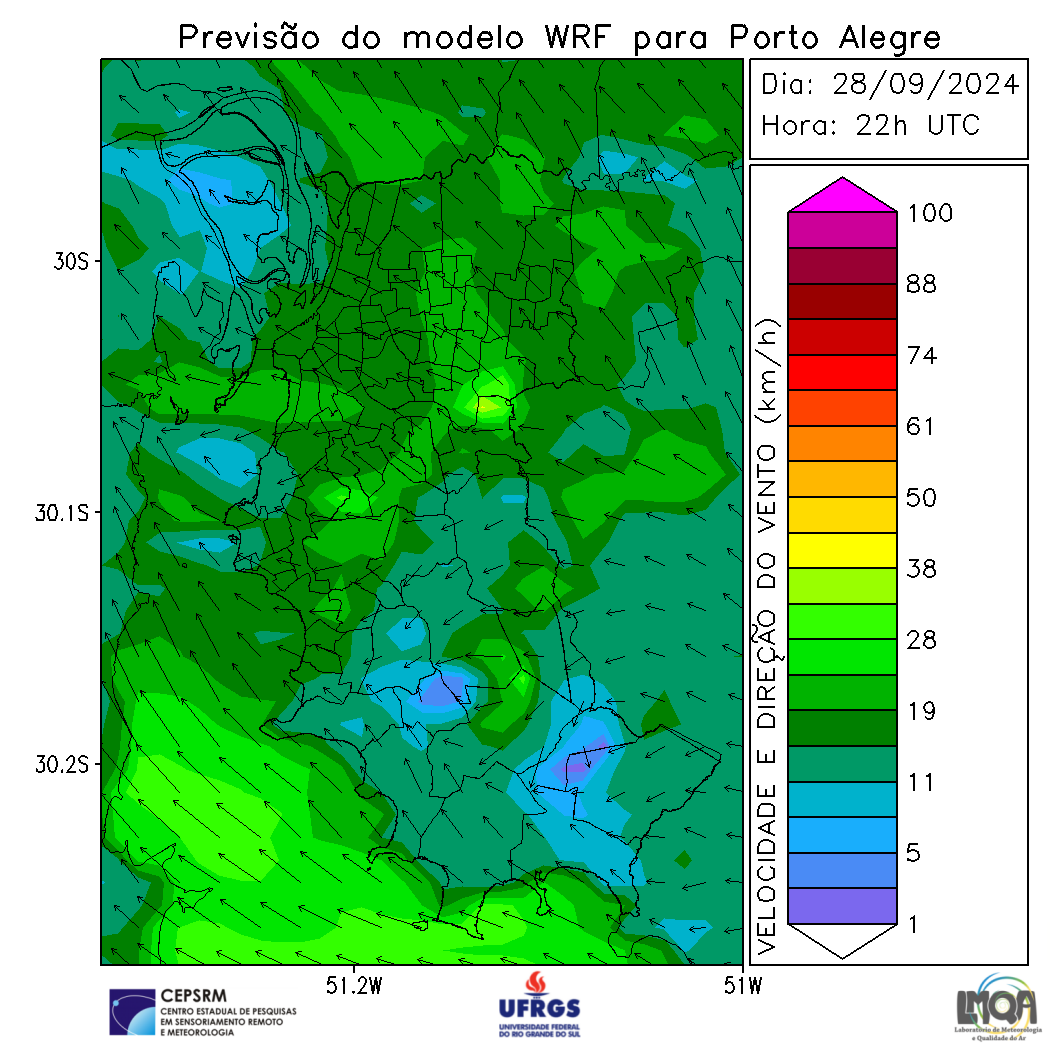 Previsão do modelo WRF para Porto Alegre
Dia: 28/09/2024
Hora: 22h UTC
30S
30.1S
30.2S
51.2W
51W
VELOCIDADE E DIREÇÃO DO VENTO (km/h)
100
88
74
61
50
38
28
19
11
5
1
CEPSRM
CENTRO ESTADUAL DE PESQUISAS
EM SENSORIAMENTO REMOTO
E METEOROLOGIA
UFRGS
UNIVERSIDADE FEDERAL
DO RIO GRANDE DO SUL
LMQA
Laboratório de Meteorologia
e Qualidade do Ar